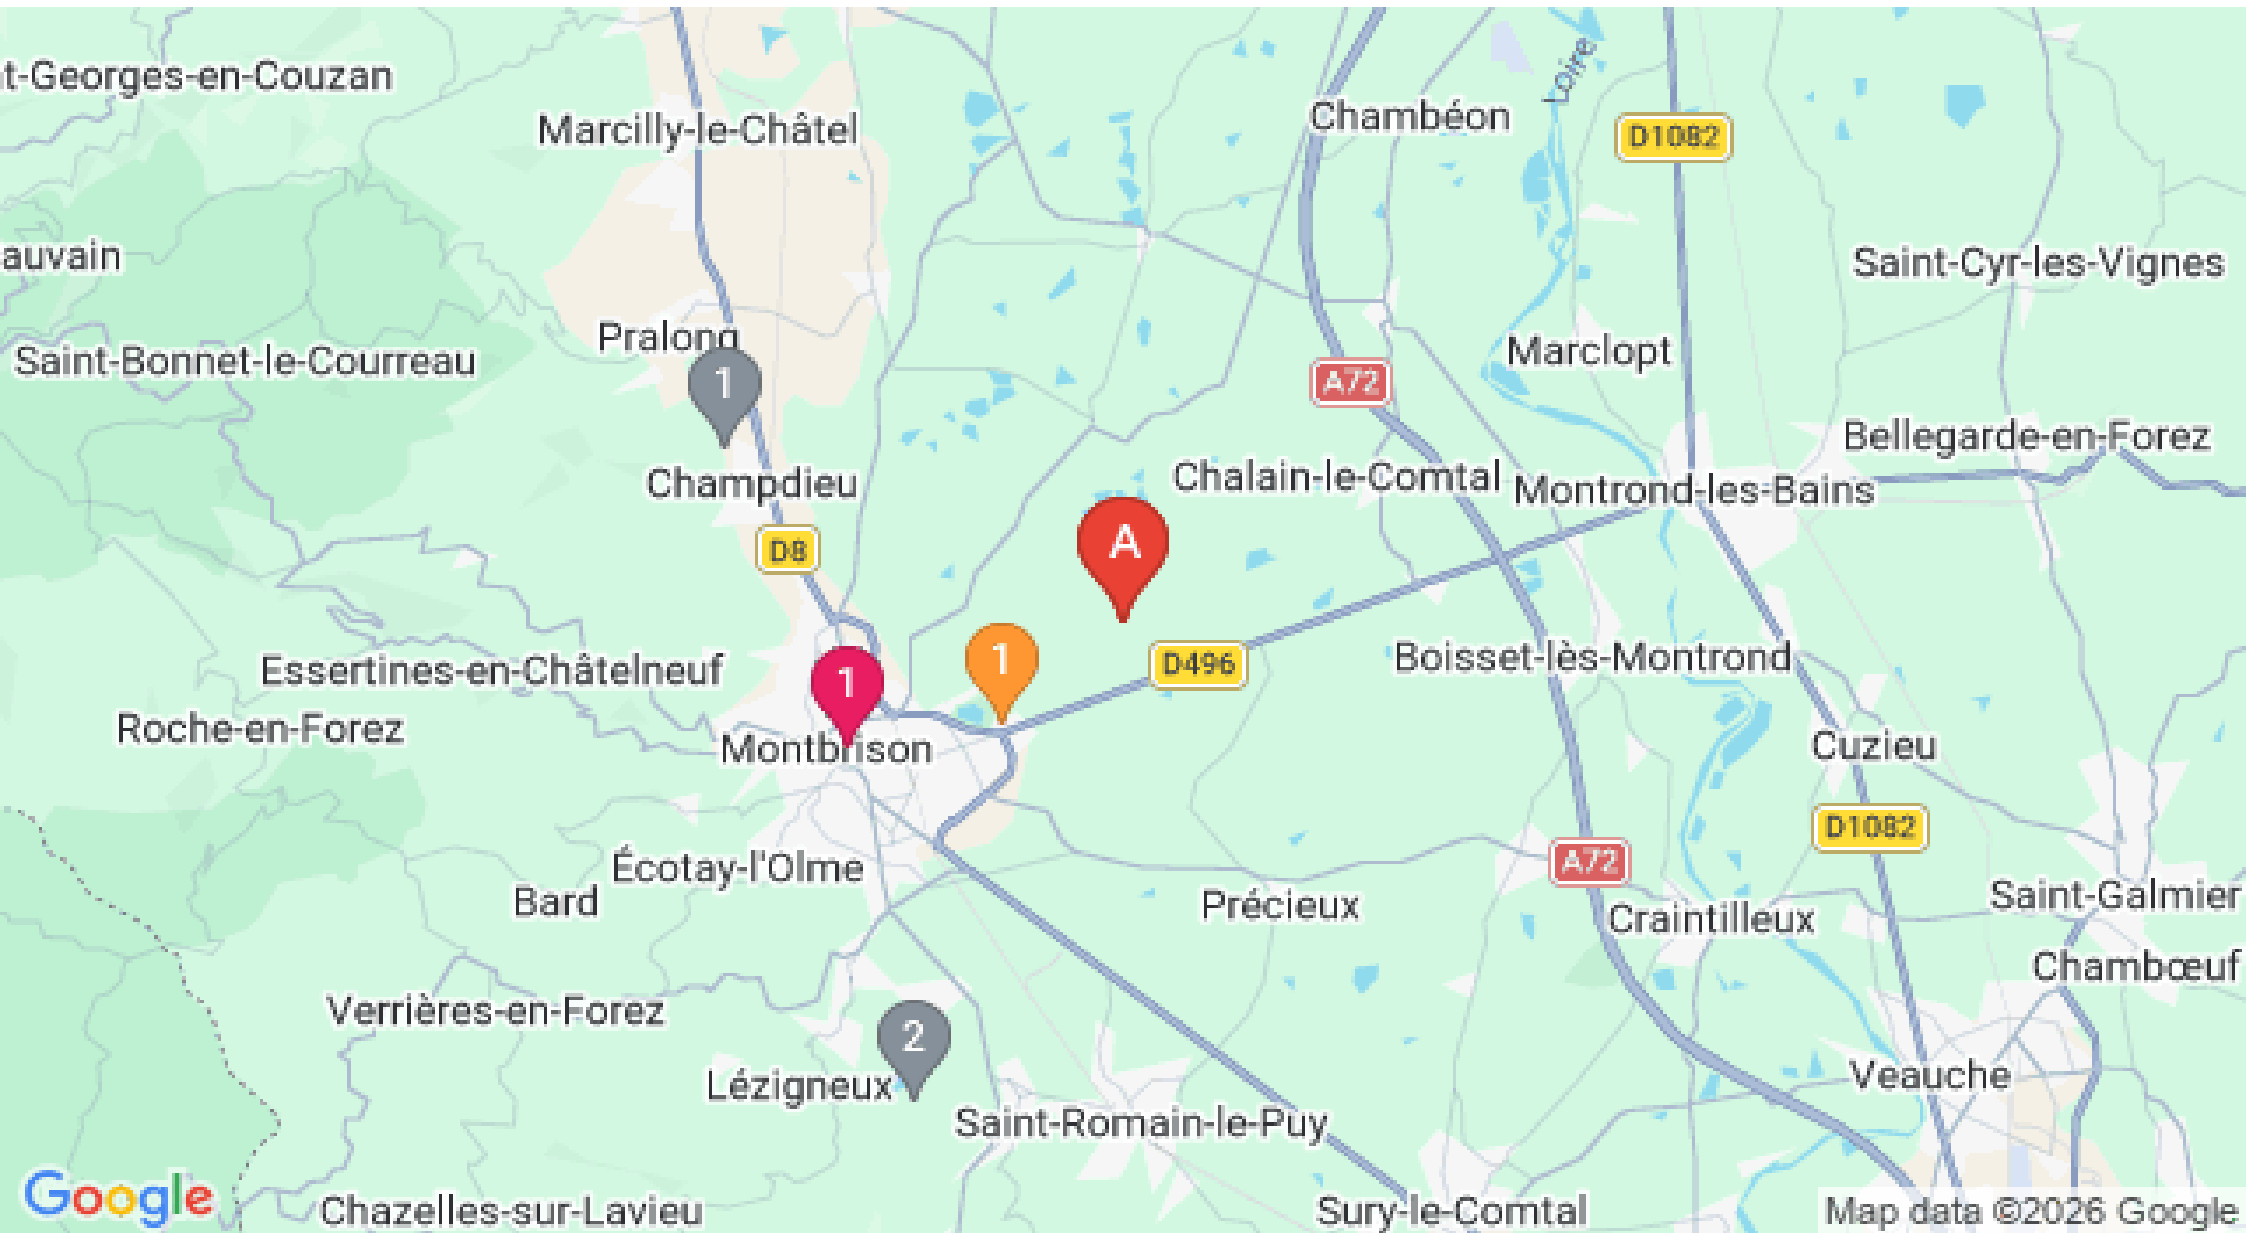 t-Georges-en-Couzan
Marcilly-le-Châtel
Chambéon
Loire
D1082
auvain
Saint-Cyr-les-Vignes
Pralong
Saint-Bonnet-le-Courreau
1
A72
Marclopt
Bellegarde-en-Forez
Champdieu
Chalain-le-Comtal
Montrond-les-Bains
D8
A
Essertines-en-Châtelneuf
1
1
D496
Boisset-lès-Montrond
Roche-en-Forez
Montbrison
Cuzieu
D1082
Écotay-l'Olme
A72
Bard
Précieux
Craintilleux
Saint-Galmier
Chambœuf
Verrières-en-Forez
2
Lézigneux
Veauche
Saint-Romain-le-Puy
Google
Chazelles-sur-Lavieu
Sury-le-Comtal
Map data ©2026 Google